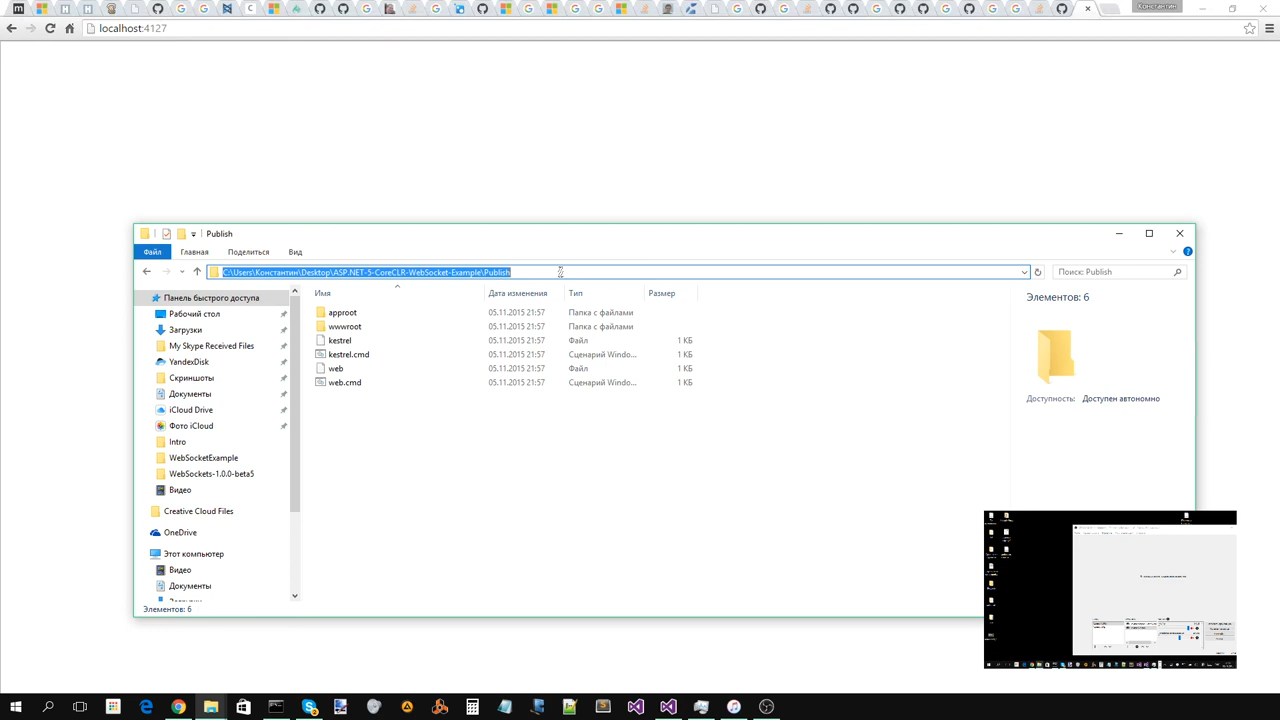 Константин
localhost:4127
Publish
Файл
Главная
Поделиться
Вид
C:\Users\Константин\Desktop\ASP.NET-5-CoreCLR-WebSocket-Example\Publish
Поиск: Publish
Имя
Дата изменения
Тип
Размер
Панель быстрого доступа
Рабочий стол
Загрузки
My Skype Received Files
YandexDisk
Скриншоты
Документы
iCloud Drive
Фото iCloud
Intro
WebSocketExample
WebSockets-1.0.0-beta5
Видео
Creative Cloud Files
OneDrive
Этот компьютер
Видео
Документы
approot 05.11.2015 21:57 Папка с файлами
wwwroot 05.11.2015 21:57 Папка с файлами
kestrel 05.11.2015 21:57 Файл 1 КБ
kestrel.cmd 05.11.2015 21:57 Сценарий Windo... 1 КБ
web 05.11.2015 21:57 Файл 1 КБ
web.cmd 05.11.2015 21:57 Сценарий Windo... 1 КБ
Элементов: 6
Доступность: Доступен автономно
Элементов: 6